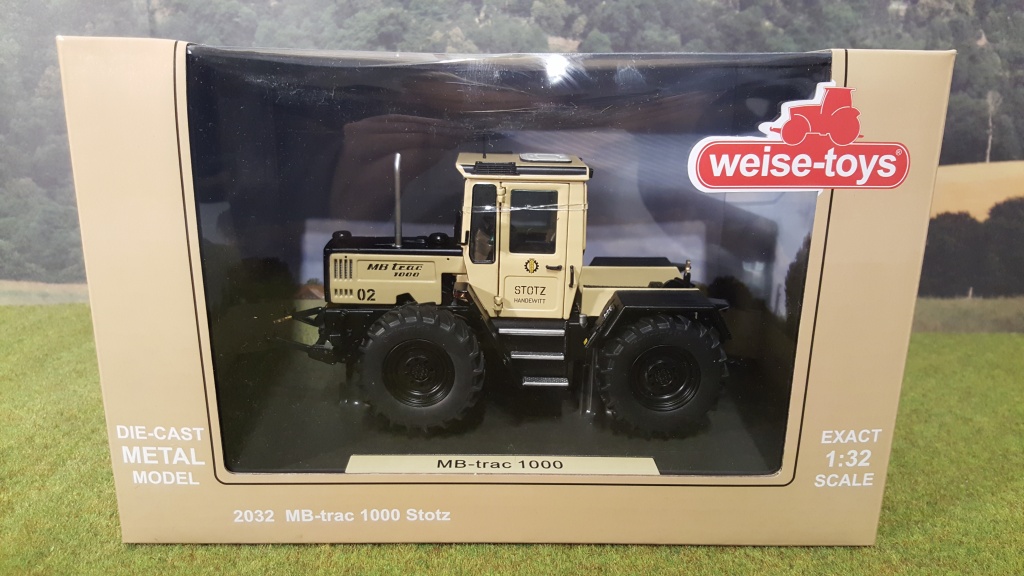 weise-toys®
MB trac
1000
02
STOTZ
HANDEWITT
DIE-CAST
METAL
MODEL
EXACT
1:32
SCALE
MB-trac 1000
2032 MB-trac 1000 Stotz